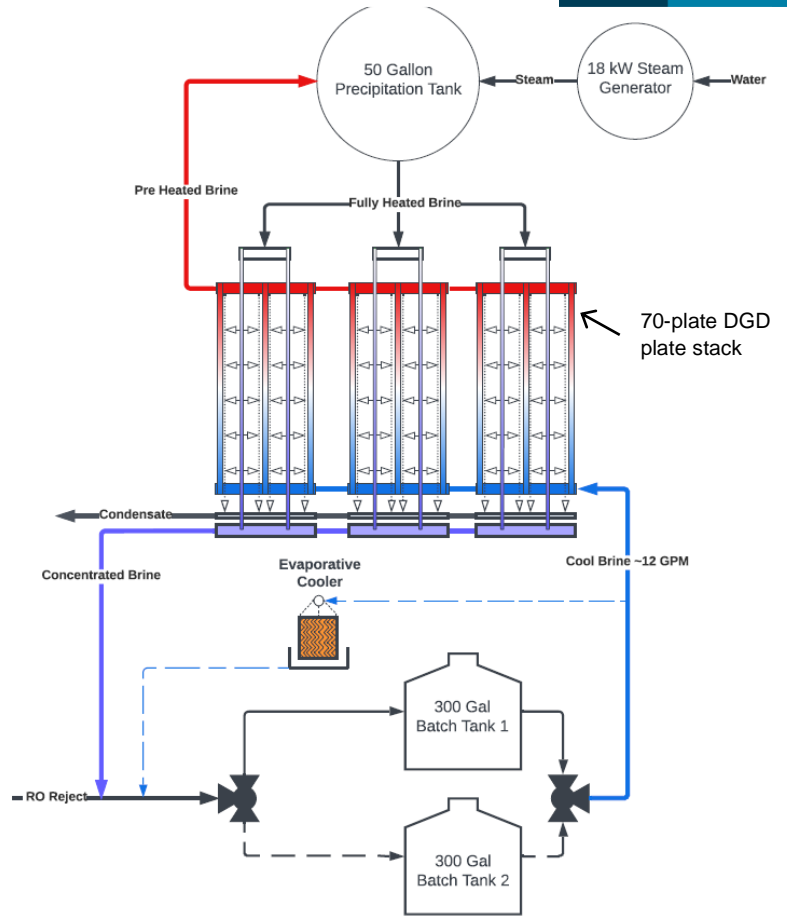 50 Gallon
Precipitation Tank
Steam
18 kW Steam
Generator
Water
Pre Heated Brine
Fully Heated Brine
70-plate DGD
plate stack
Condensate
Concentrated Brine
Evaporative
Cooler
Cool Brine ~12 GPM
300 Gal
Batch Tank 1
RO Reject
300 Gal
Batch Tank 2